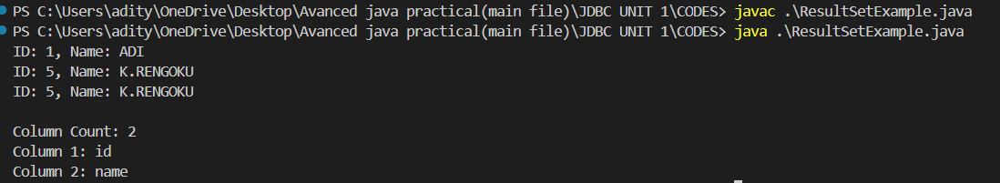 PS C:\Users\adity\OneDrive\Desktop\Avanced java practical(main file)\JDBC UNIT 1\CODES> javac .\ResultSetExample.java
PS C:\Users\adity\OneDrive\Desktop\Avanced java practical(main file)\JDBC UNIT 1\CODES> java .\ResultSetExample.java
ID: 1, Name: ADI
ID: 5, Name: K.RENGOKU
ID: 5, Name: K.RENGOKU
Column Count: 2
Column 1: id
Column 2: name